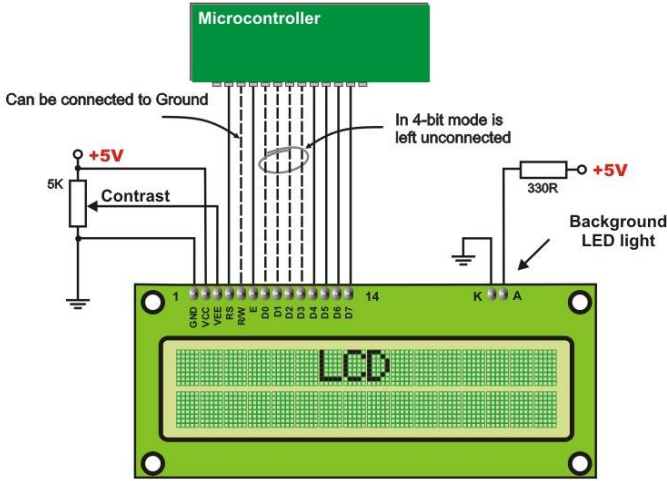 Microcontroller
Can be connected to Ground
In 4-bit mode is
left unconnected
+5V
5K
Contrast
+5V
330R
Background
LED light
1
14
K
A
GND
VCC
VEE
RS
R/W
E
D0
D1
D2
D3
D4
D5
D6
D7
LCD